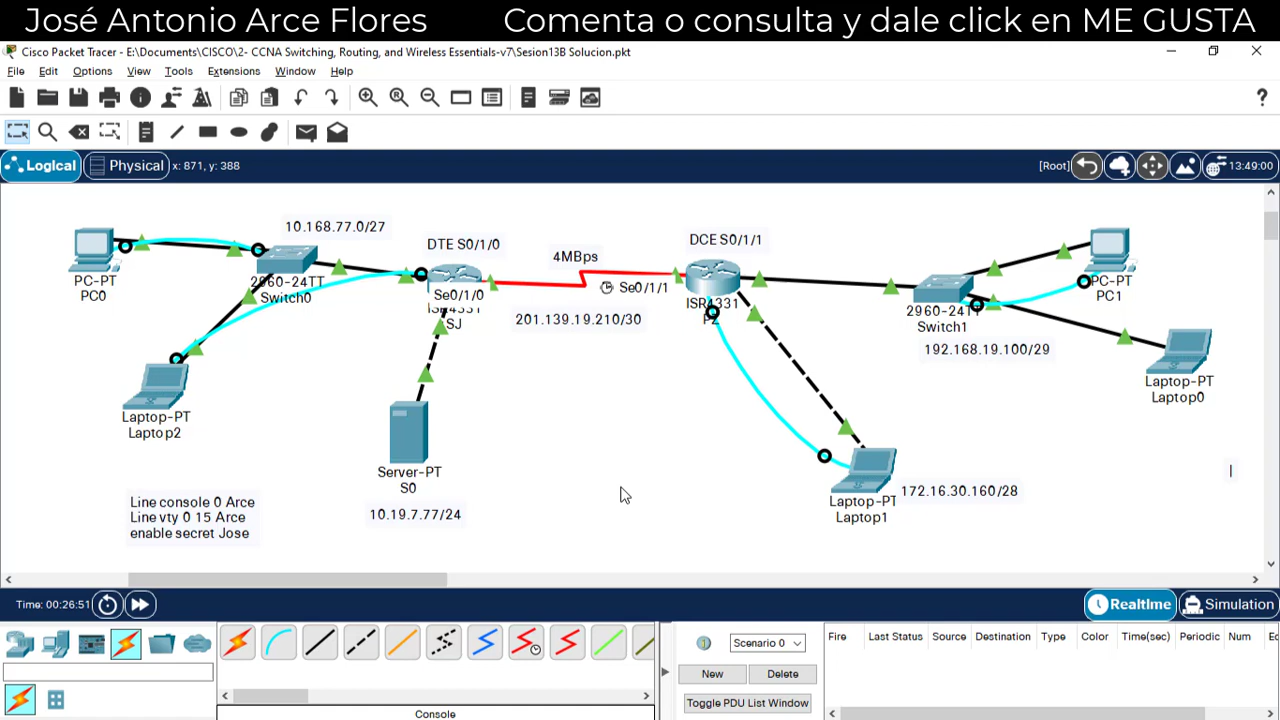 José Antonio Arce Flores Comenta o consulta y dale click en ME GUSTA
Cisco Packet Tracer - E:\Documents\CISCO\2- CCNA Switching, Routing, and Wireless Essentials-v7\Sesion13B Solucion.pkt
File Edit Options View Tools Extensions Window Help
Logical Physical x: 871, y: 388 [Root] 13:49:00
10.168.77.0/27
DTE S0/1/0
DCE S0/1/1
4MBps
PC-PT
PC0
2960-24TT
Switch0
Se0/1/0
ISR4331
SJ
Se0/1/1
201.139.19.210/30
ISR4331
PZ
2960-24TT
Switch1
PC-PT
PC1
192.168.19.100/29
Laptop-PT
Laptop0
Laptop-PT
Laptop2
Server-PT
S0
10.19.7.77/24
Laptop-PT
Laptop1
172.16.30.160/28
Line console 0 Arce
Line vty 0 15 Arce
enable secret Jose
Time: 00:26:51 Realtime Simulation
Scenario 0
New Delete
Toggle PDU List Window
Fire Last Status Source Destination Type Color Time(sec) Periodic Num
Console